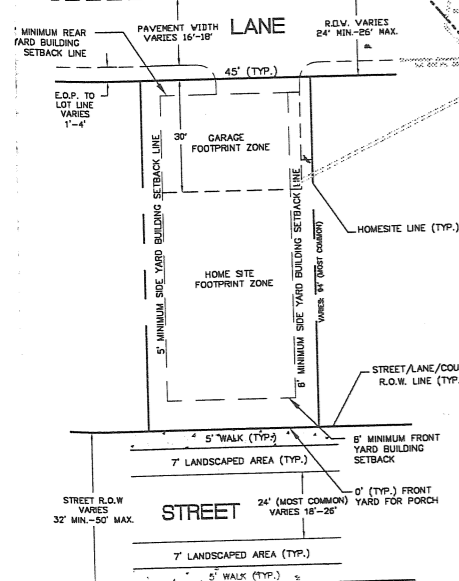 PAVEMENT WIDTH
VARIES 16'-18'
LANE
R.O.W. VARIES
24' MIN.-26' MAX.
' MINIMUM REAR
YARD BUILDING
SETBACK LINE
45' (TYP.)
E.O.P. TO
LOT LINE
VARIES
1'-4'
30'
GARAGE
FOOTPRINT ZONE
5' MINIMUM SIDE YARD BUILDING SETBACK LINE
6' MINIMUM SIDE YARD BUILDING SETBACK LINE
VARIES: 94' (MOST COMMON)
HOMESITE LINE (TYP.)
HOME SITE
FOOTPRINT ZONE
STREET/LANE/COU
R.O.W. LINE (TYP.
5' WALK (TYP.)
8' MINIMUM FRONT
YARD BUILDING
SETBACK
7' LANDSCAPED AREA (TYP.)
STREET R.O.W
VARIES
32' MIN.-50' MAX.
STREET
24' (MOST COMMON)
VARIES 18'-26'
0' (TYP.) FRONT
YARD FOR PORCH
7' LANDSCAPED AREA (TYP.)
5' WALK (TYP.)